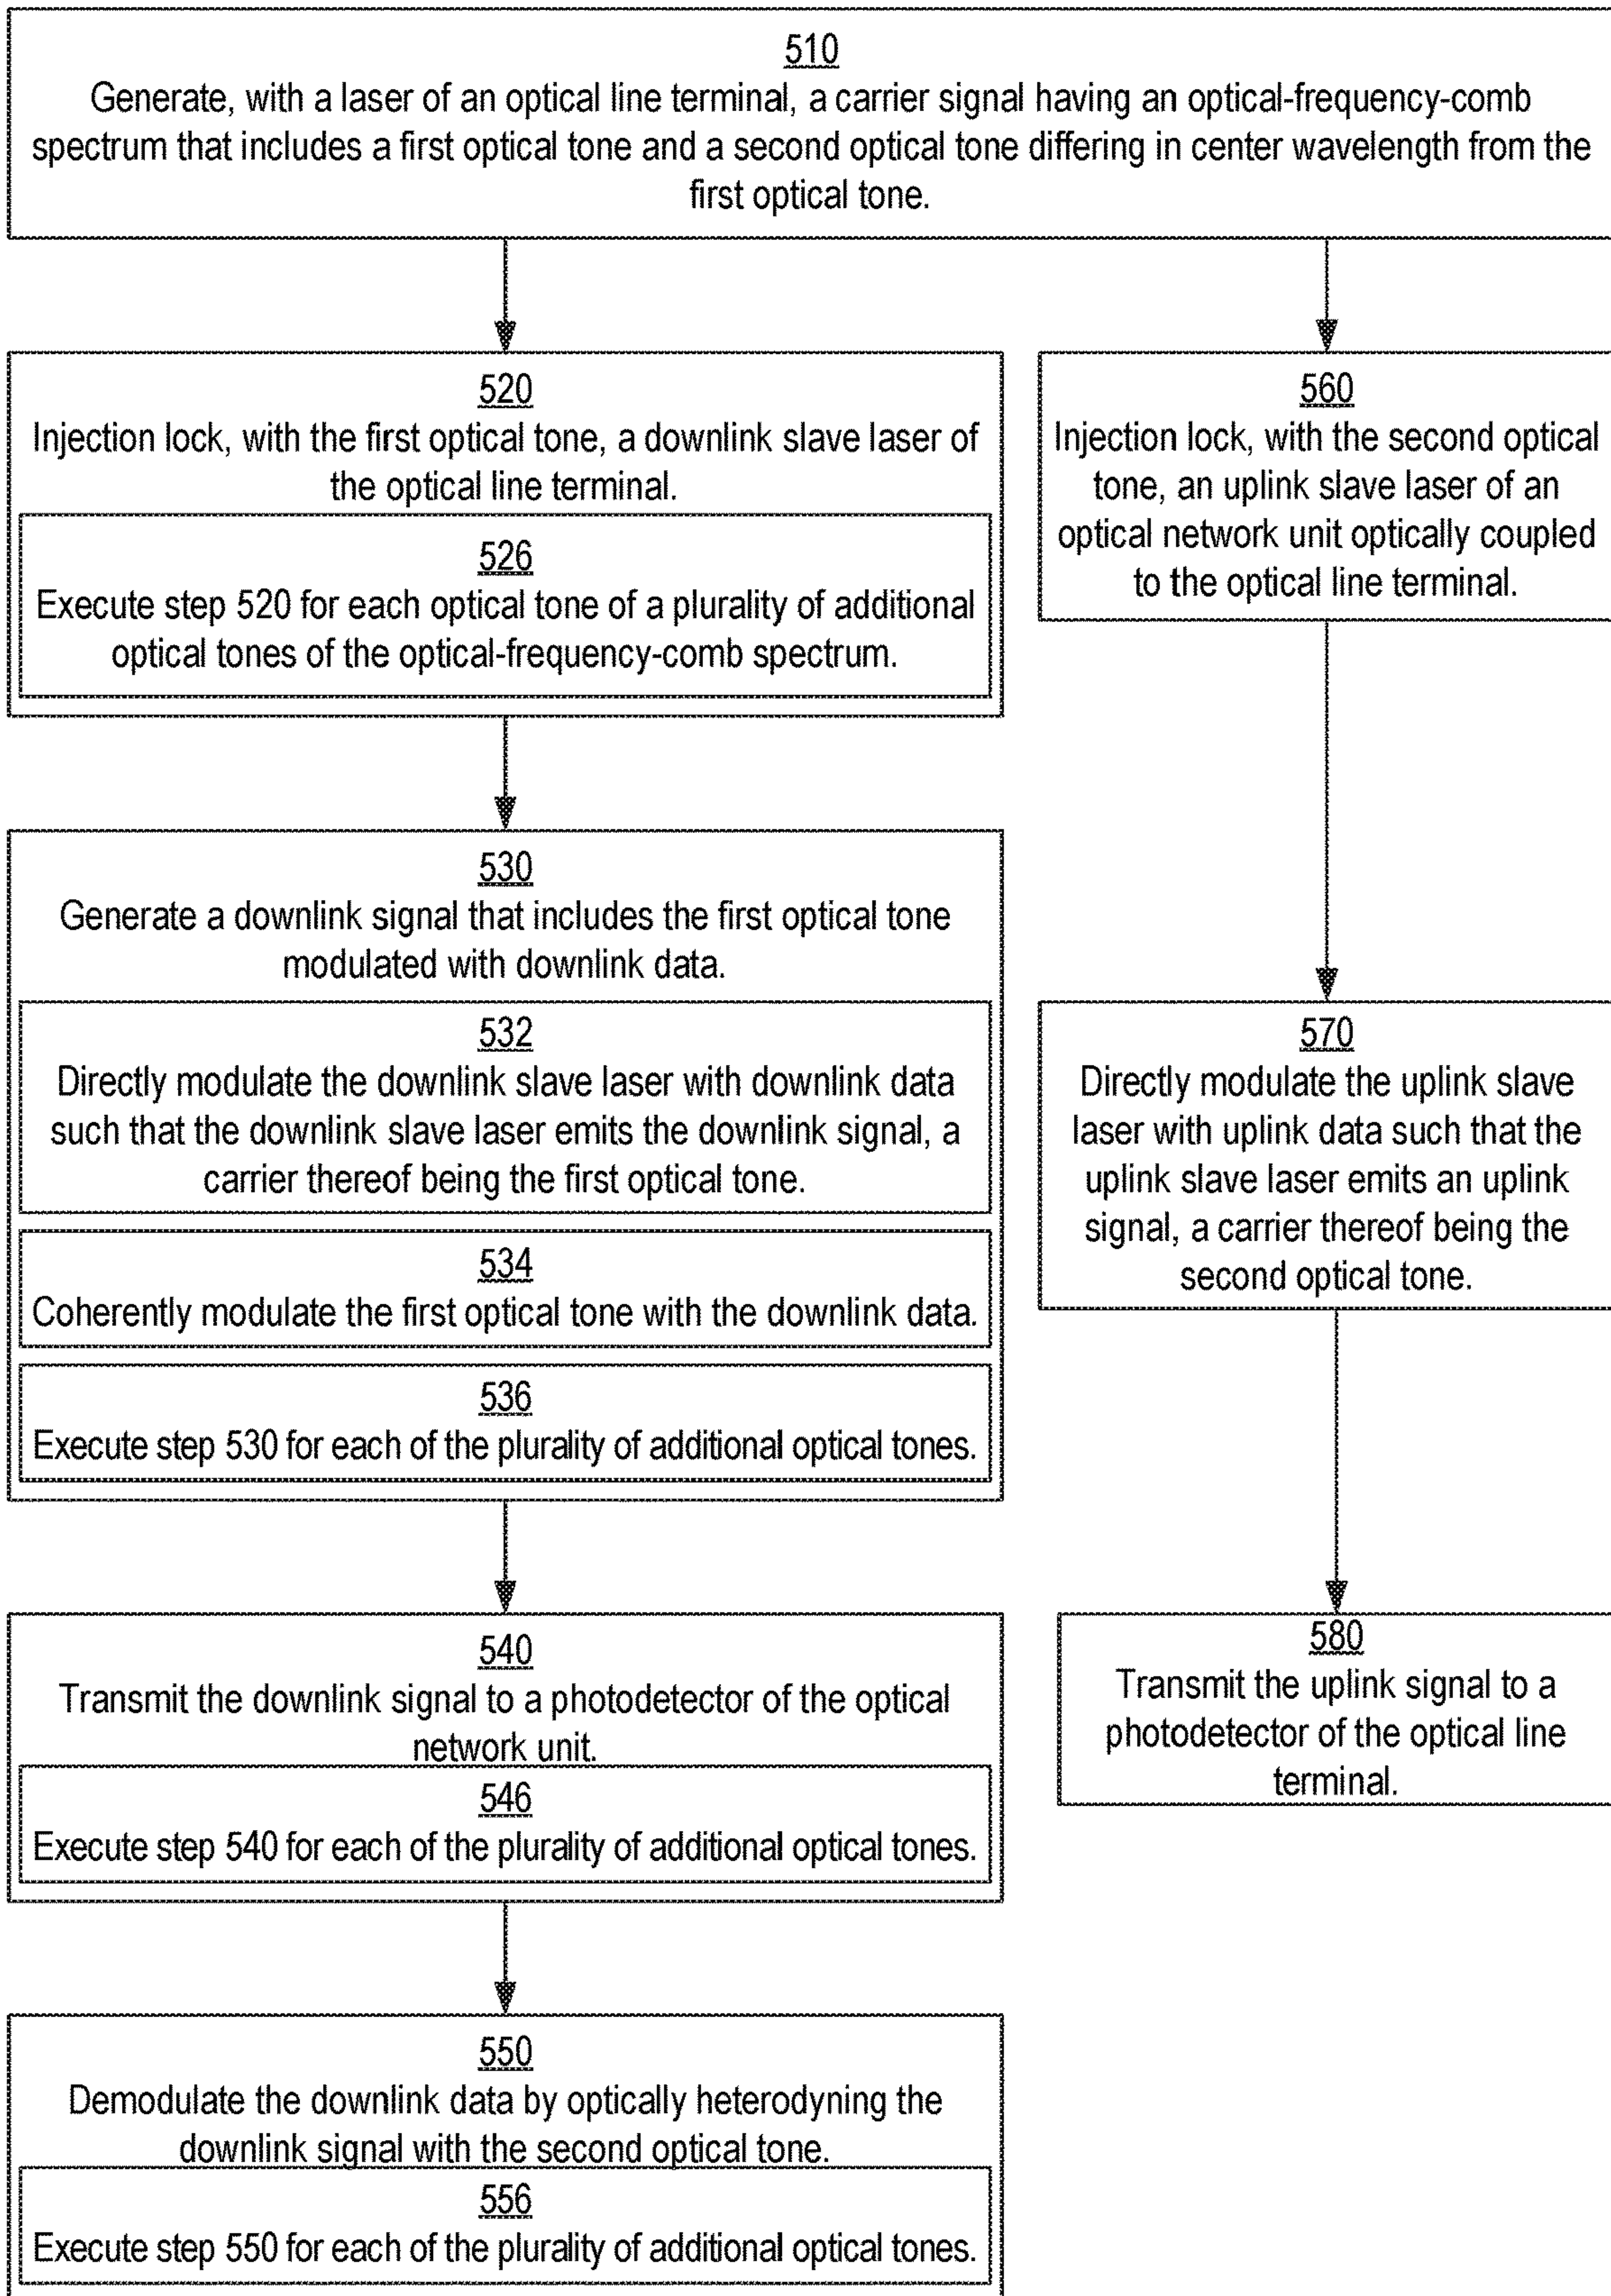 510
Generate, with a laser of an optical line terminal, a carrier signal having an optical-frequency-comb
spectrum that includes a first optical tone and a second optical tone differing in center wavelength from the
first optical tone.
520
Injection lock, with the first optical tone, a downlink slave laser of
the optical line terminal.
526
Execute step 520 for each optical tone of a plurality of additional
optical tones of the optical-frequency-comb spectrum.
530
Generate a downlink signal that includes the first optical tone
modulated with downlink data.
532
Directly modulate the downlink slave laser with downlink data
such that the downlink slave laser emits the downlink signal, a
carrier thereof being the first optical tone.
534
Coherently modulate the first optical tone with the downlink data.
536
Execute step 530 for each of the plurality of additional optical tones.
540
Transmit the downlink signal to a photodetector of the optical
network unit.
546
Execute step 540 for each of the plurality of additional optical tones.
550
Demodulate the downlink data by optically heterodyning the
downlink signal with the second optical tone.
556
Execute step 550 for each of the plurality of additional optical tones.
560
Injection lock, with the second optical
tone, an uplink slave laser of an
optical network unit optically coupled
to the optical line terminal.
570
Directly modulate the uplink slave
laser with uplink data such that the
uplink slave laser emits an uplink
signal, a carrier thereof being the
second optical tone.
580
Transmit the uplink signal to a
photodetector of the optical line
terminal.